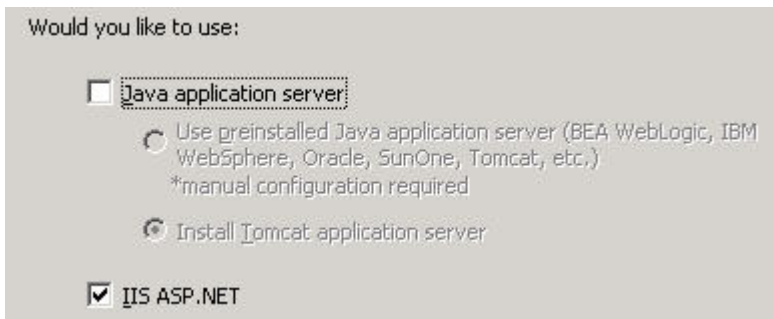 Would you like to use:
Java application server
Use preinstalled Java application server (BEA WebLogic, IBM
WebSphere, Oracle, SunOne, Tomcat, etc.)
*manual configuration required
Install Tomcat application server
IIS ASP.NET